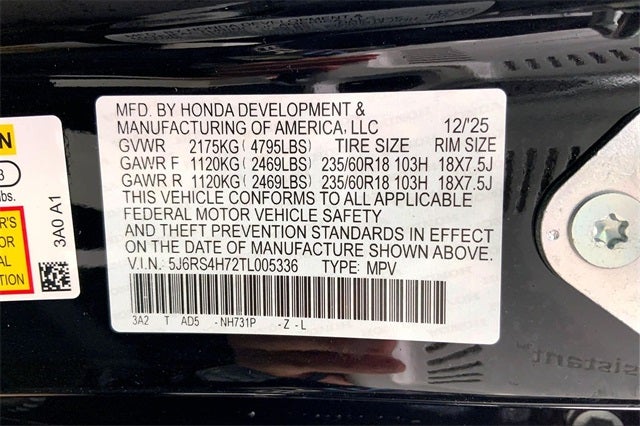 MFD. BY HONDA DEVELOPMENT &
MANUFACTURING OF AMERICA, LLC 12/'25
GVWR 2175KG( 4795LBS) TIRE SIZE RIM SIZE
GAWR F 1120KG( 2469LBS) 235/60R18 103H 18X7.5J
GAWR R 1120KG( 2469LBS) 235/60R18 103H 18X7.5J
THIS VEHICLE CONFORMS TO ALL APPLICABLE
FEDERAL MOTOR VEHICLE SAFETY
AND THEFT PREVENTION STANDARDS IN EFFECT
ON THE DATE OF MANUFACTURE SHOWN ABOVE.
V.I.N.: 5J6RS4H72TL005336 TYPE: MPV
3A2 T AD5 -NH731P -Z-L
3A0 A1
lbs.
sistant™